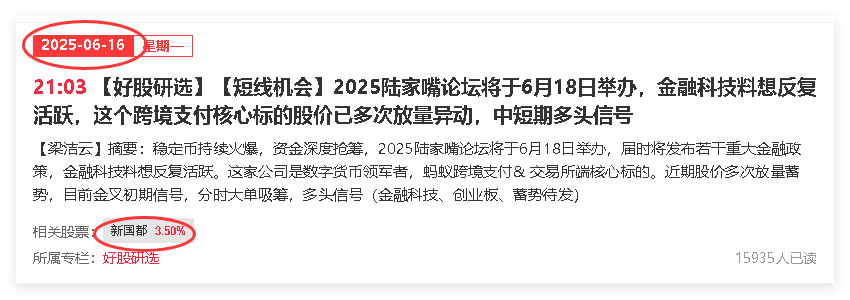 2025-06-16 星期一
21:03 【好股研选】【短线机会】2025陆家嘴论坛将于6月18日举办，金融科技料想反复
活跃，这个跨境支付核心标的股价已多次放量异动，中短期多头信号
【梁洁云】摘要：稳定币持续火爆，资金深度抢筹，2025陆家嘴论坛将于6月18日举办，届时将发布若干重大金融政
策，金融科技料想反复活跃。这家公司是数字货币领军者，蚂蚁跨境支付& 交易所端核心标的。近期股价多次放量蓄
势，目前金叉初期信号，分时大单吸筹，多头信号（金融科技、创业板、蓄势待发）
相关股票： 新国都 3.50%
所属专栏：好股研选 15935人已读